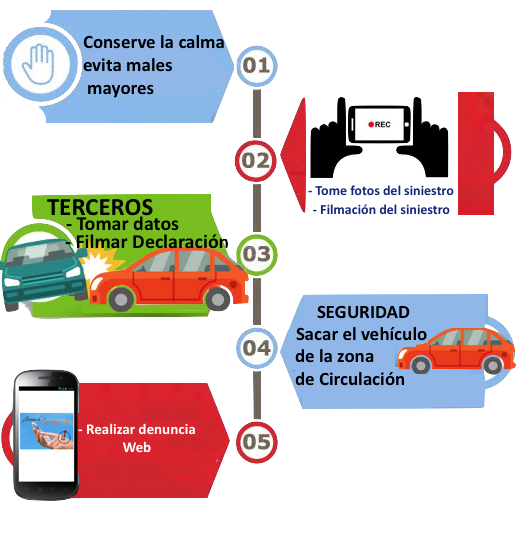 Conserve la calma
evita males
mayores
01
REC
02
- Tome fotos del siniestro
- Filmación del siniestro
TERCEROS
- Tomar datos
- Filmar Declaración
03
SEGURIDAD
Sacar el vehículo
de la zona
de Circulación
04
- Realizar denuncia
Web
05